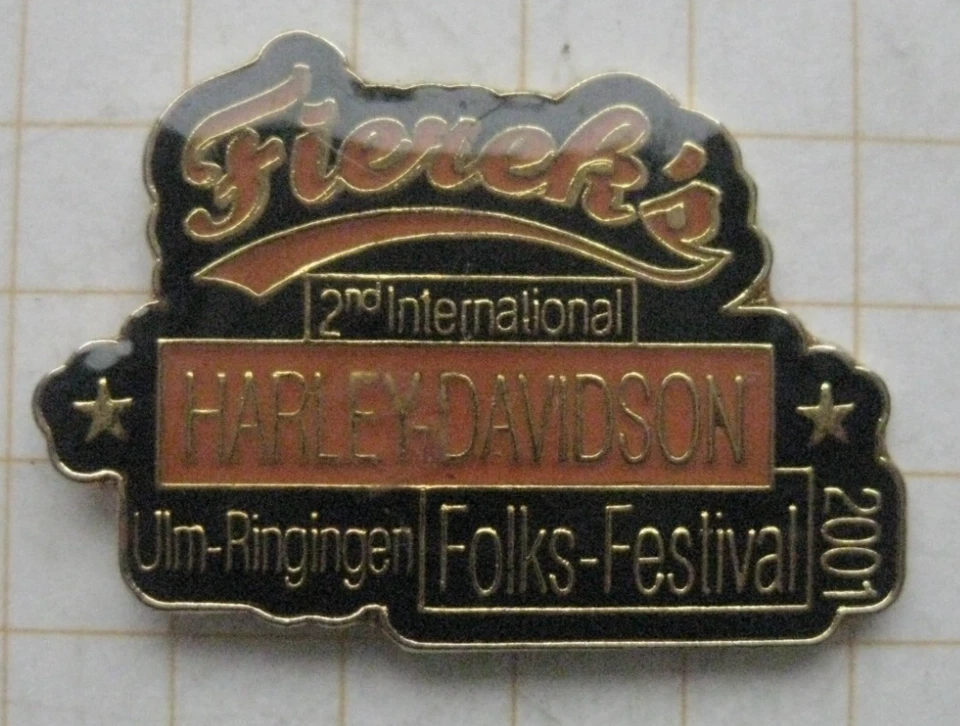 Fierek's
2nd International
HARLEY-DAVIDSON
Ulm-Ringingen
Folks-Festival
2001